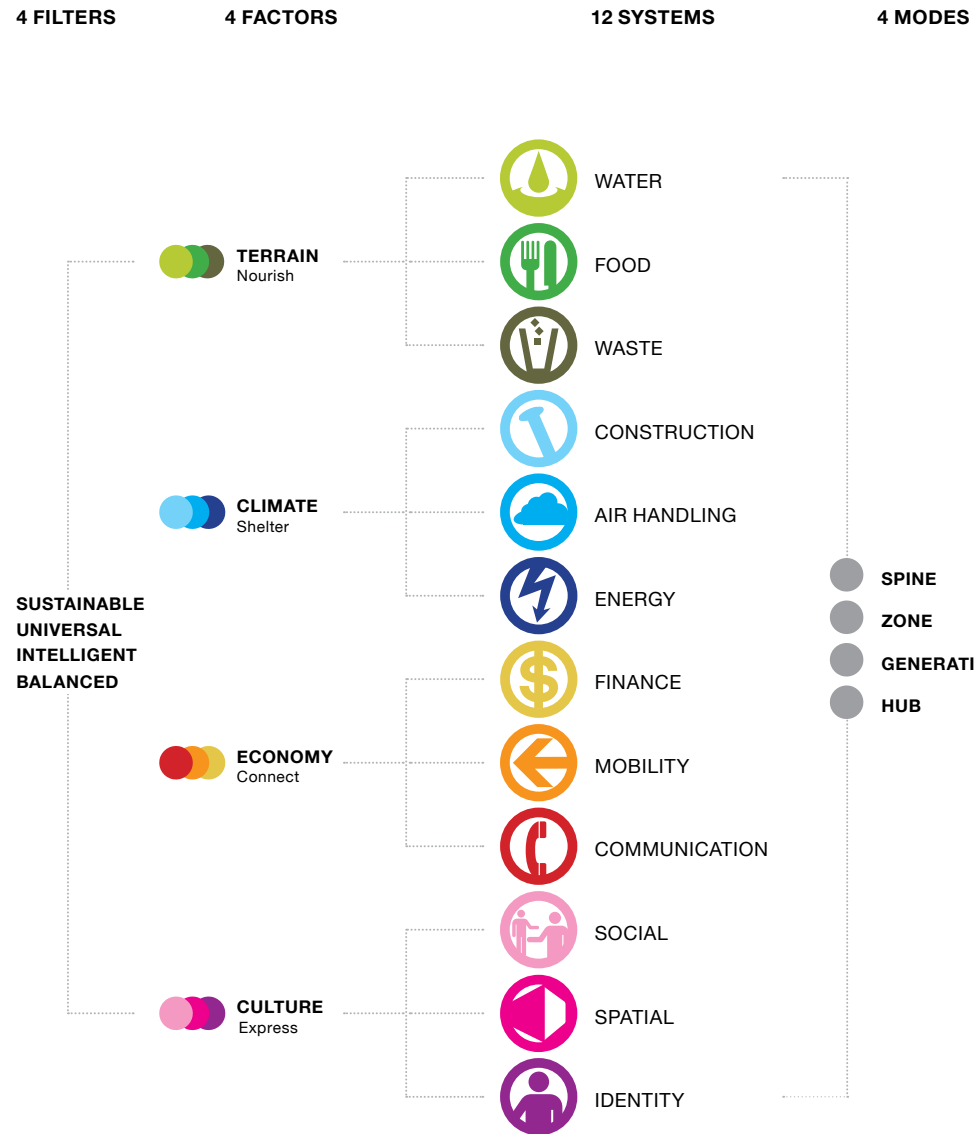 4 FILTERS
4 FACTORS
12 SYSTEMS
4 MODES
SUSTAINABLE
UNIVERSAL
INTELLIGENT
BALANCED
TERRAIN
Nourish
CLIMATE
Shelter
ECONOMY
Connect
CULTURE
Express
WATER
FOOD
WASTE
CONSTRUCTION
AIR HANDLING
ENERGY
$
FINANCE
MOBILITY
COMMUNICATION
SOCIAL
SPATIAL
IDENTITY
SPINE
ZONE
GENERATI
HUB